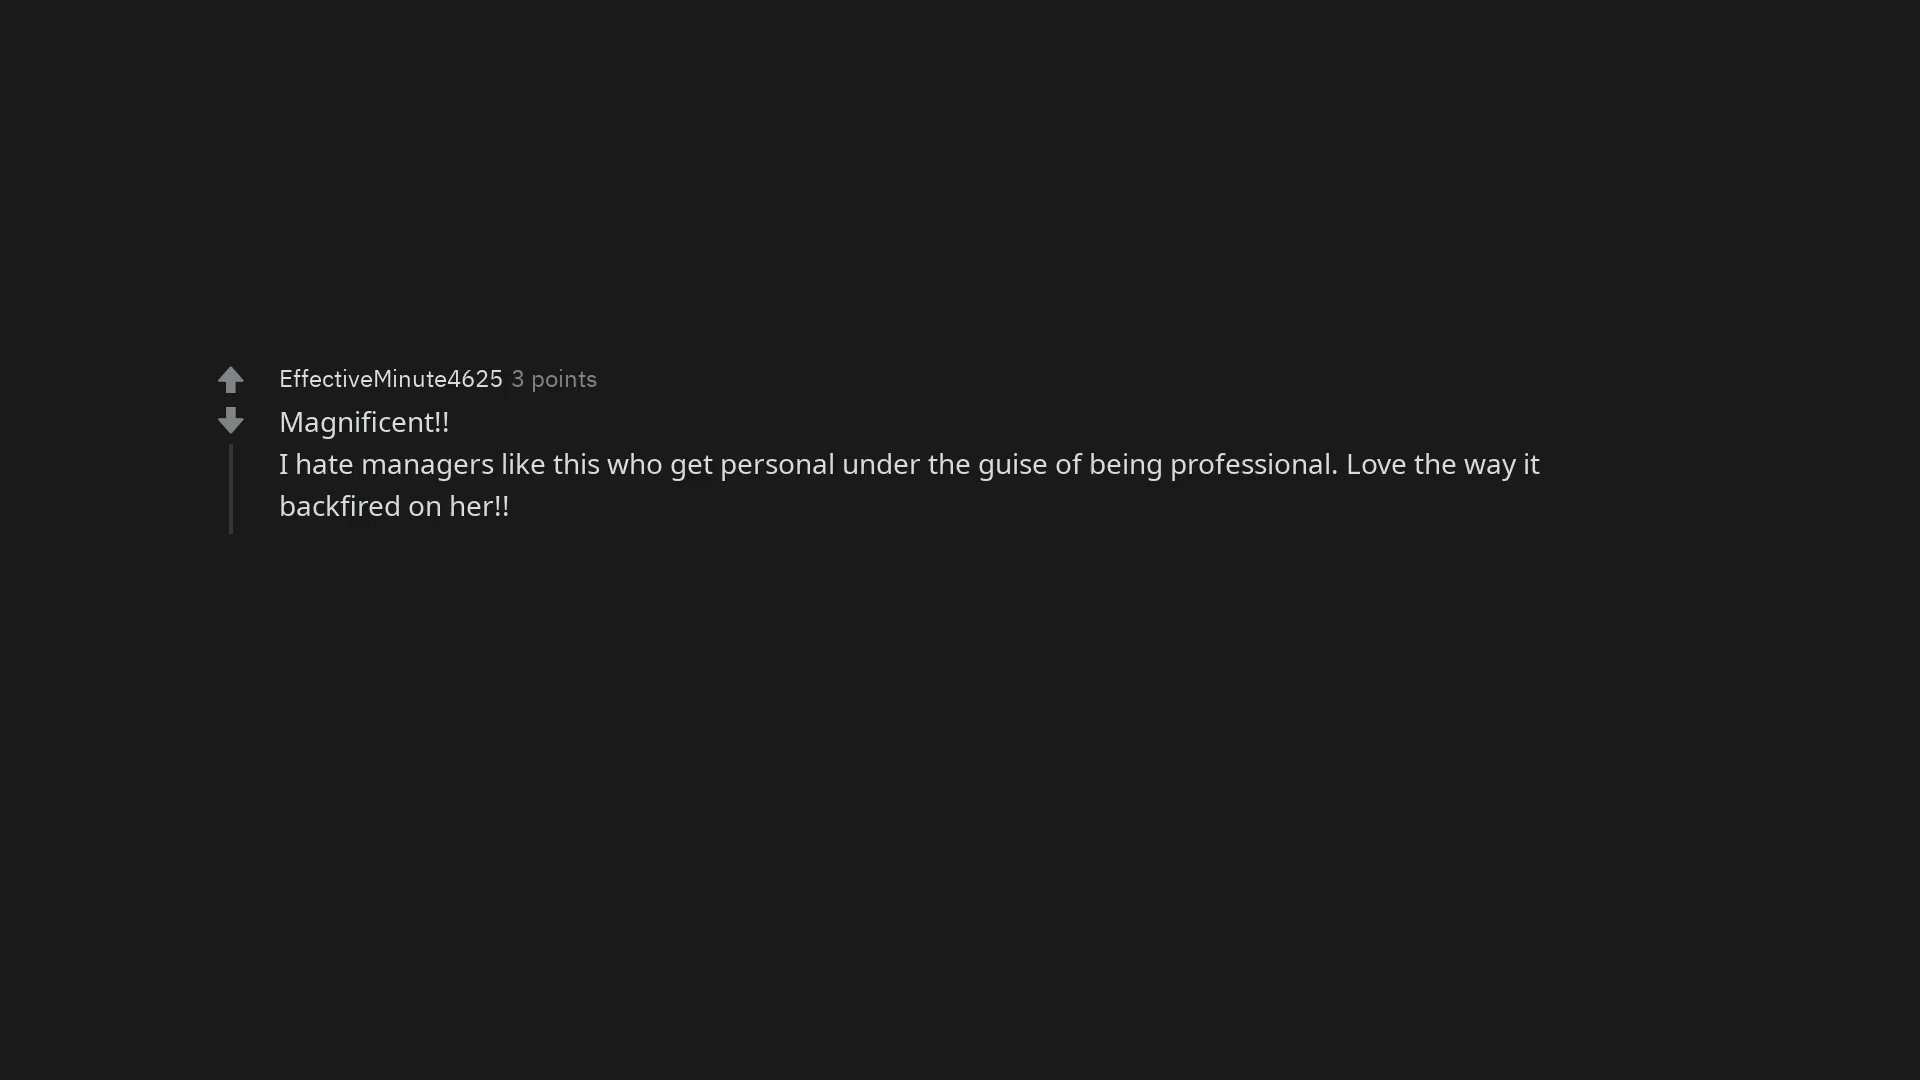 EffectiveMinute4625 3 points
Magnificent!!
I hate managers like this who get personal under the guise of being professional. Love the way it
backfired on her!!